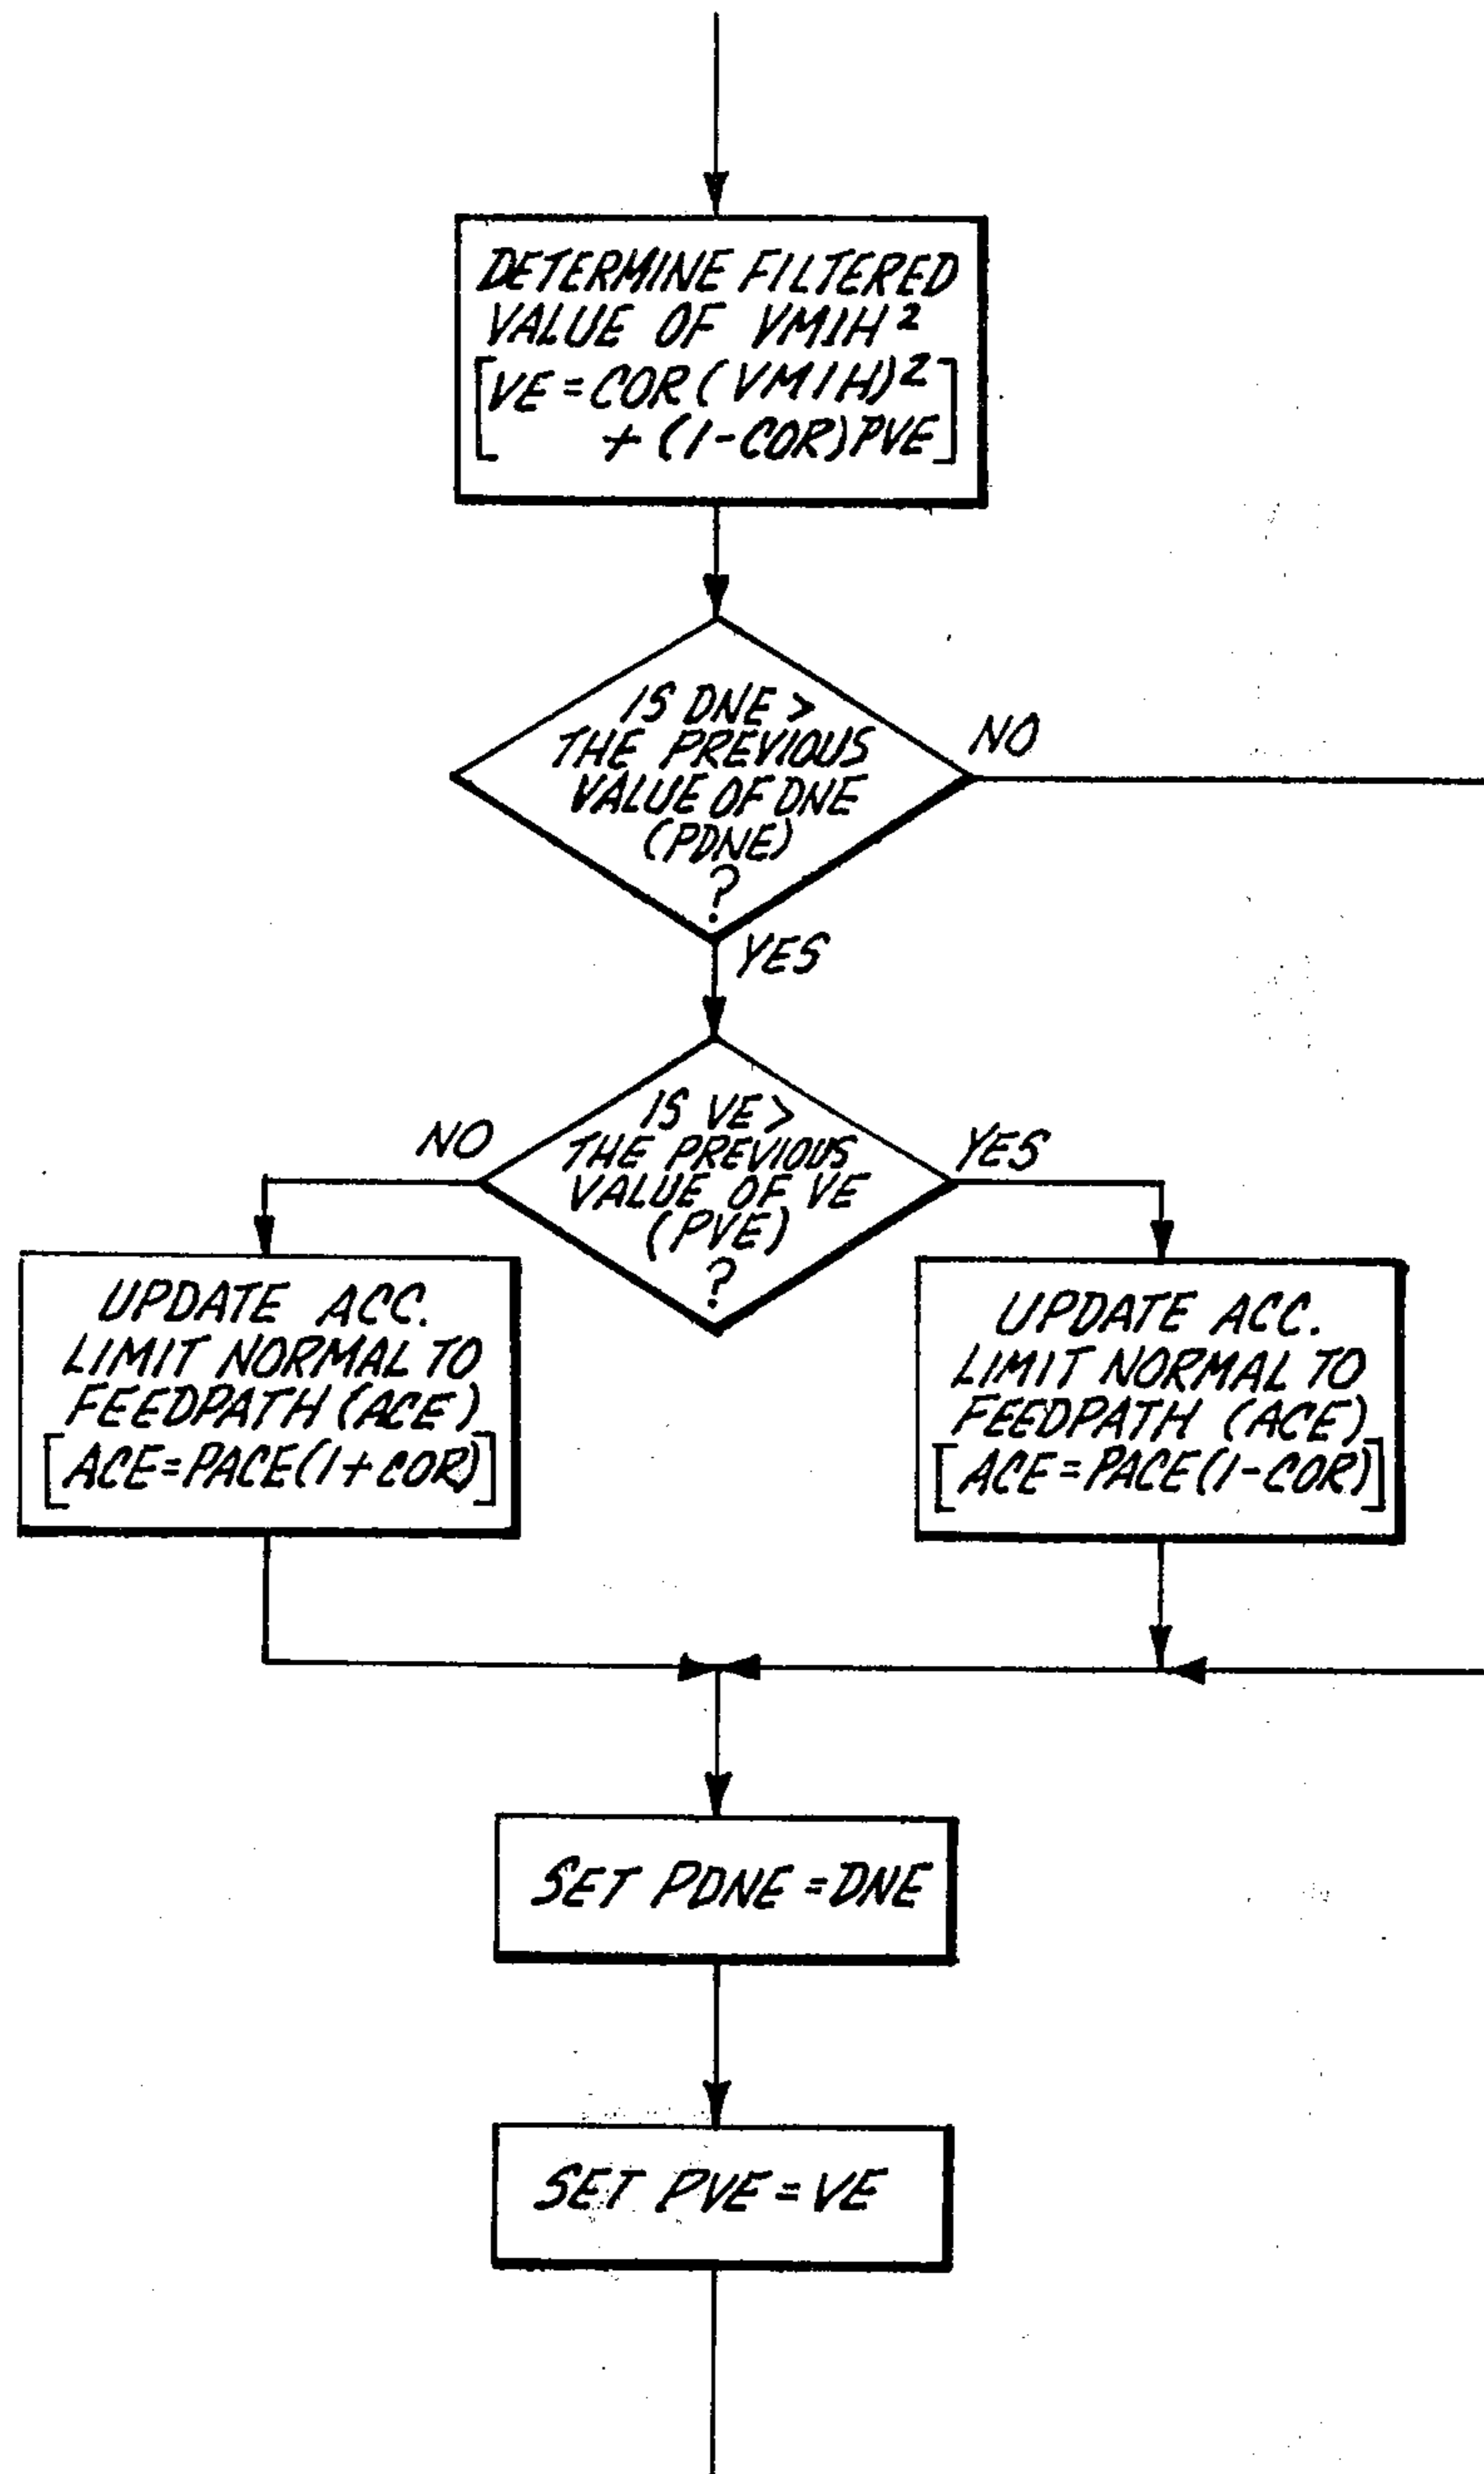 DETERMINE FILTERED
VALUE OF VMIH²
[VE=COR(VMIH)²
+(1-COR)PVE]
IS DNE >
THE PREVIOUS
VALUE OF DNE
(PDNE)
?
NO
YES
IS VE >
THE PREVIOUS
VALUE OF VE
(PVE)
?
NO
YES
UPDATE ACC.
LIMIT NORMAL TO
FEEDPATH (ACE)
[ACE=PACE(1+COR)]
UPDATE ACC.
LIMIT NORMAL TO
FEEDPATH (ACE)
[ACE=PACE(1-COR)]
SET PDNE=DNE
SET PVE=VE